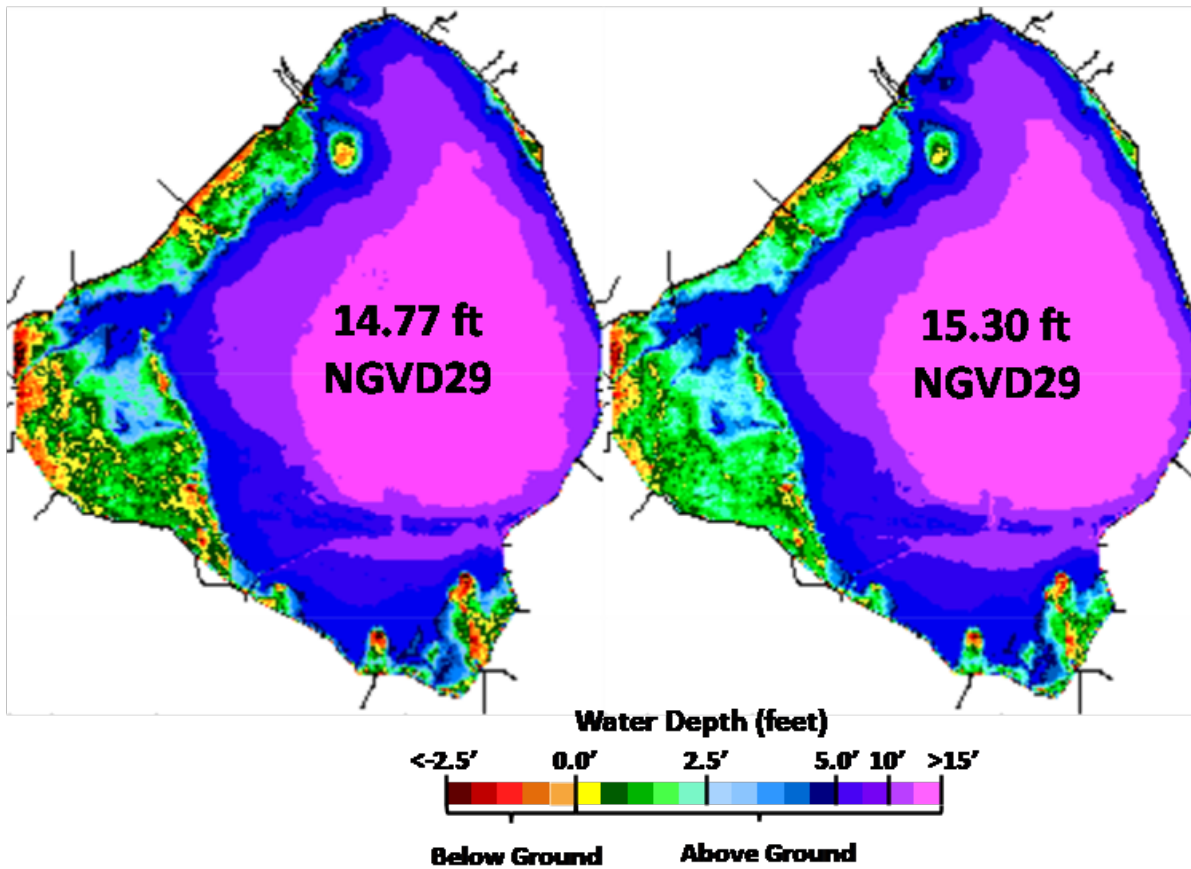 14.77 ft
NGVD29
15.30 ft
NGVD29
Water Depth (feet)
<-2.5’ 0.0’ 2.5’ 5.0’ 10’ >15’
Below Ground Above Ground